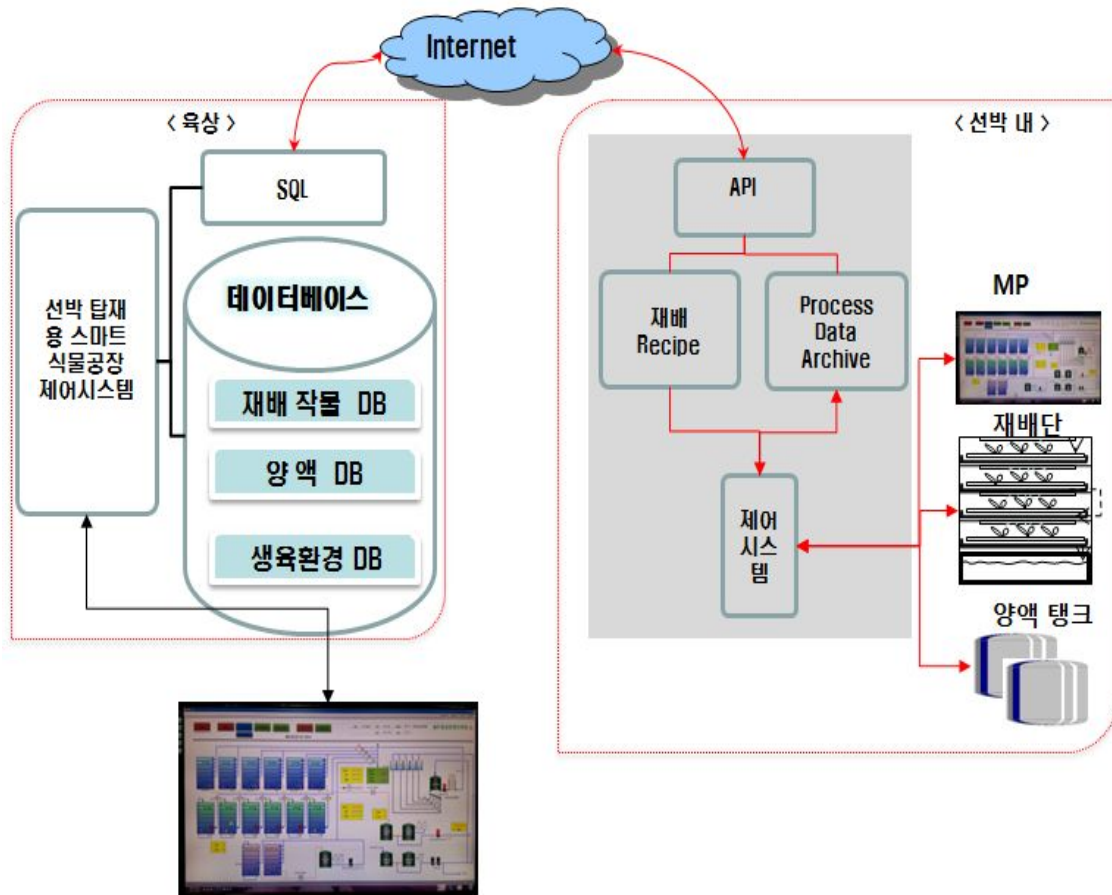 Internet
< 육상 >
SQL
선박 탑재
용 스마트
식물공장
제어시스템
데이터베이스
재배 작물 DB
양액 DB
생육환경 DB
< 선박 내 >
API
재배
Recipe
Process
Data
Archive
제어
시스
템
MP
재배단
양액 탱크